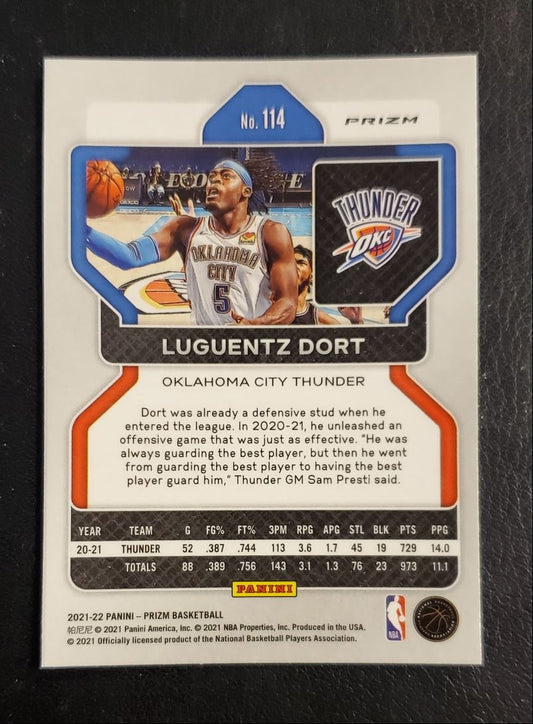 No. 114
PRIZM
THUNDER
OKC
OKLAHOMA
CITY
5
LUGUENTZ DORT
OKLAHOMA CITY THUNDER
Dort was already a defensive stud when he
entered the league. In 2020-21, he unleashed an
offensive game that was just as effective. "He was
always guarding the best player, but then he went
from guarding the best player to having the best
player guard him," Thunder GM Sam Presti said.
YEAR TEAM G FG% FT% 3PM RPG APG STL BLK PTS PPG
20-21 THUNDER 52 .387 .744 113 3.6 1.7 45 19 729 14.0
TOTALS 88 .389 .756 143 3.1 1.3 76 23 973 11.1
PANINI
2021-22 PANINI – PRIZM BASKETBALL
帕尼尼 © 2021 Panini America, Inc. © 2021 NBA Properties, Inc. Produced in the USA.
© 2021 Officially licensed product of the National Basketball Players Association.
NBA